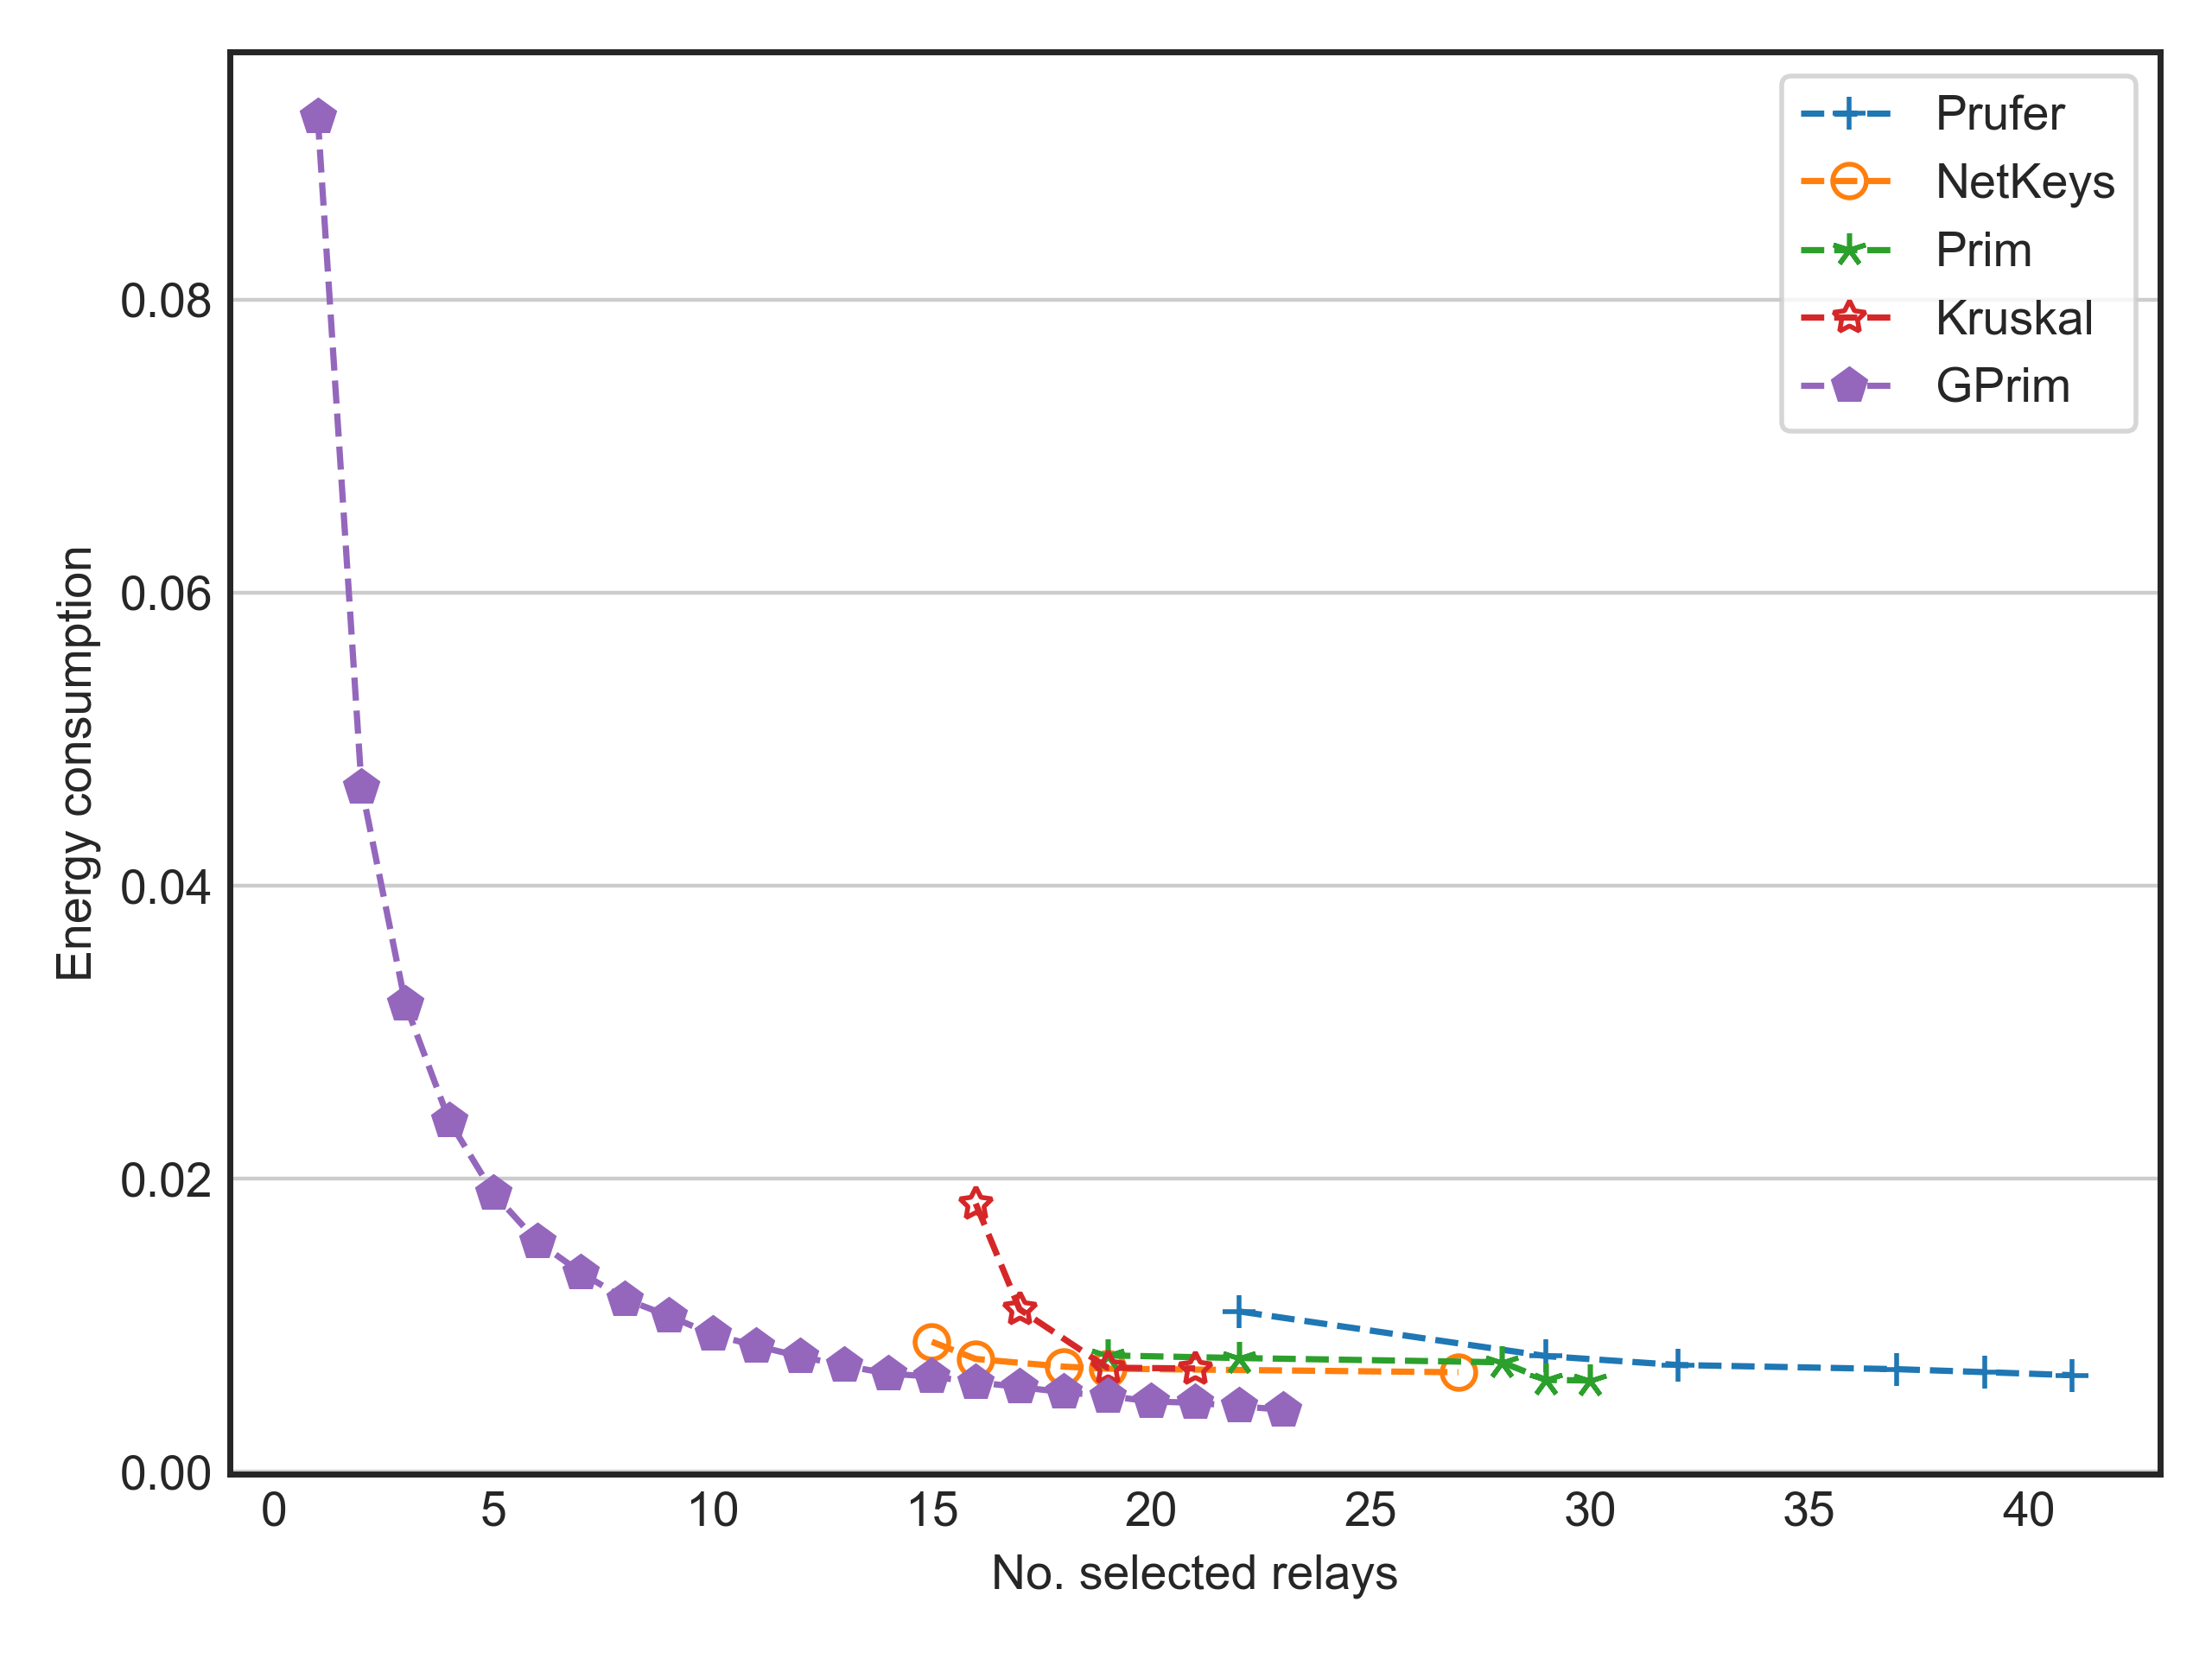 Prufer
NetKeys
Prim
Kruskal
GPrim
Energy consumption
0.08
0.06
0.04
0.02
0.00
0 5 10 15 20 25 30 35 40
No. selected relays